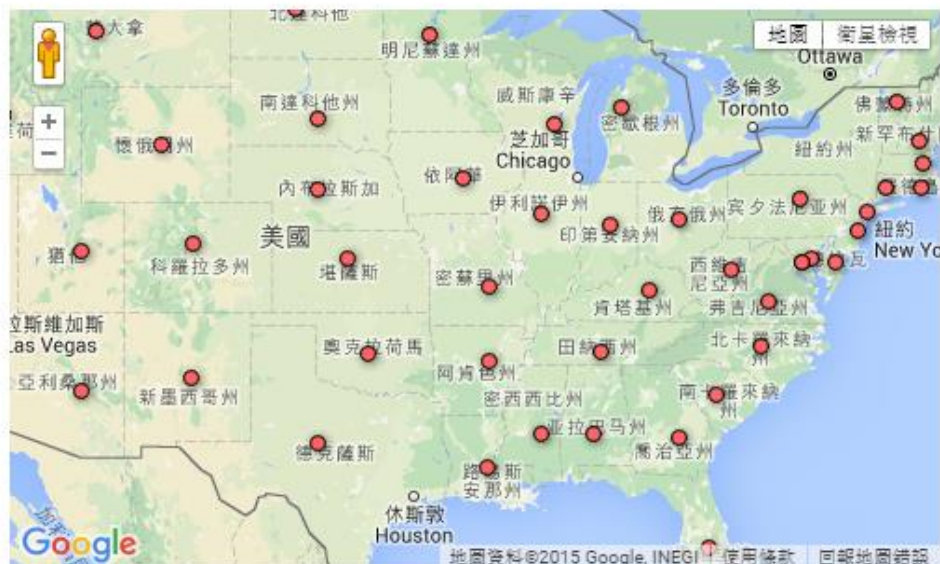 北達科他
大拿
明尼蘇達州
地圖
衛星檢視
Ottawa
多倫多
Toronto
威斯康辛
南達科他州
密歇根州
佛蒙特州
芝加哥
Chicago
新罕布什
紐約州
懷俄明州
依阿華
內布拉斯加
伊利諾伊州
印第安納州
俄亥俄州
宾夕法尼亚州
紐約
New Yo
美國
猶他
科羅拉多州
堪薩斯
密蘇里州
西維吉
尼亞州
肯塔基州
弗吉尼亞州
拉斯維加斯
Las Vegas
奧克拉荷馬
田納西州
北卡羅來納
州
阿肯色州
亞利桑那州
新墨西哥州
密西西比州
南卡羅來納
州
亚拉巴马州
德克薩斯
喬治亞州
路易斯
安那州
休斯敦
Houston
Google
地圖資料©2015 Google, INEGI
使用條款
回報地圖錯誤